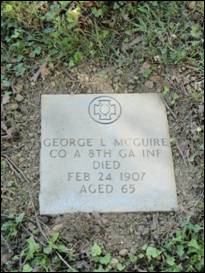 GEORGE L MCGUIRE
CO A 8TH GA INF
DIED
FEB 24 1907
AGED 65